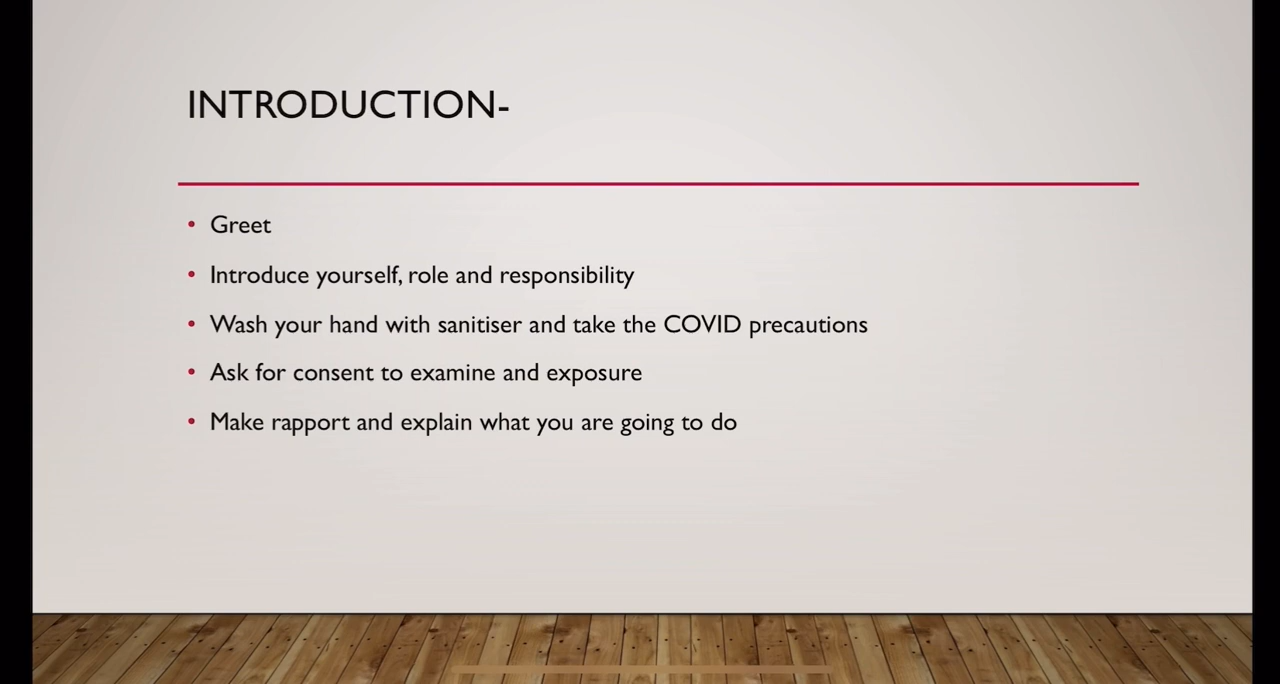 INTRODUCTION-
Greet
Introduce yourself, role and responsibility
Wash your hand with sanitiser and take the COVID precautions
Ask for consent to examine and exposure
Make rapport and explain what you are going to do